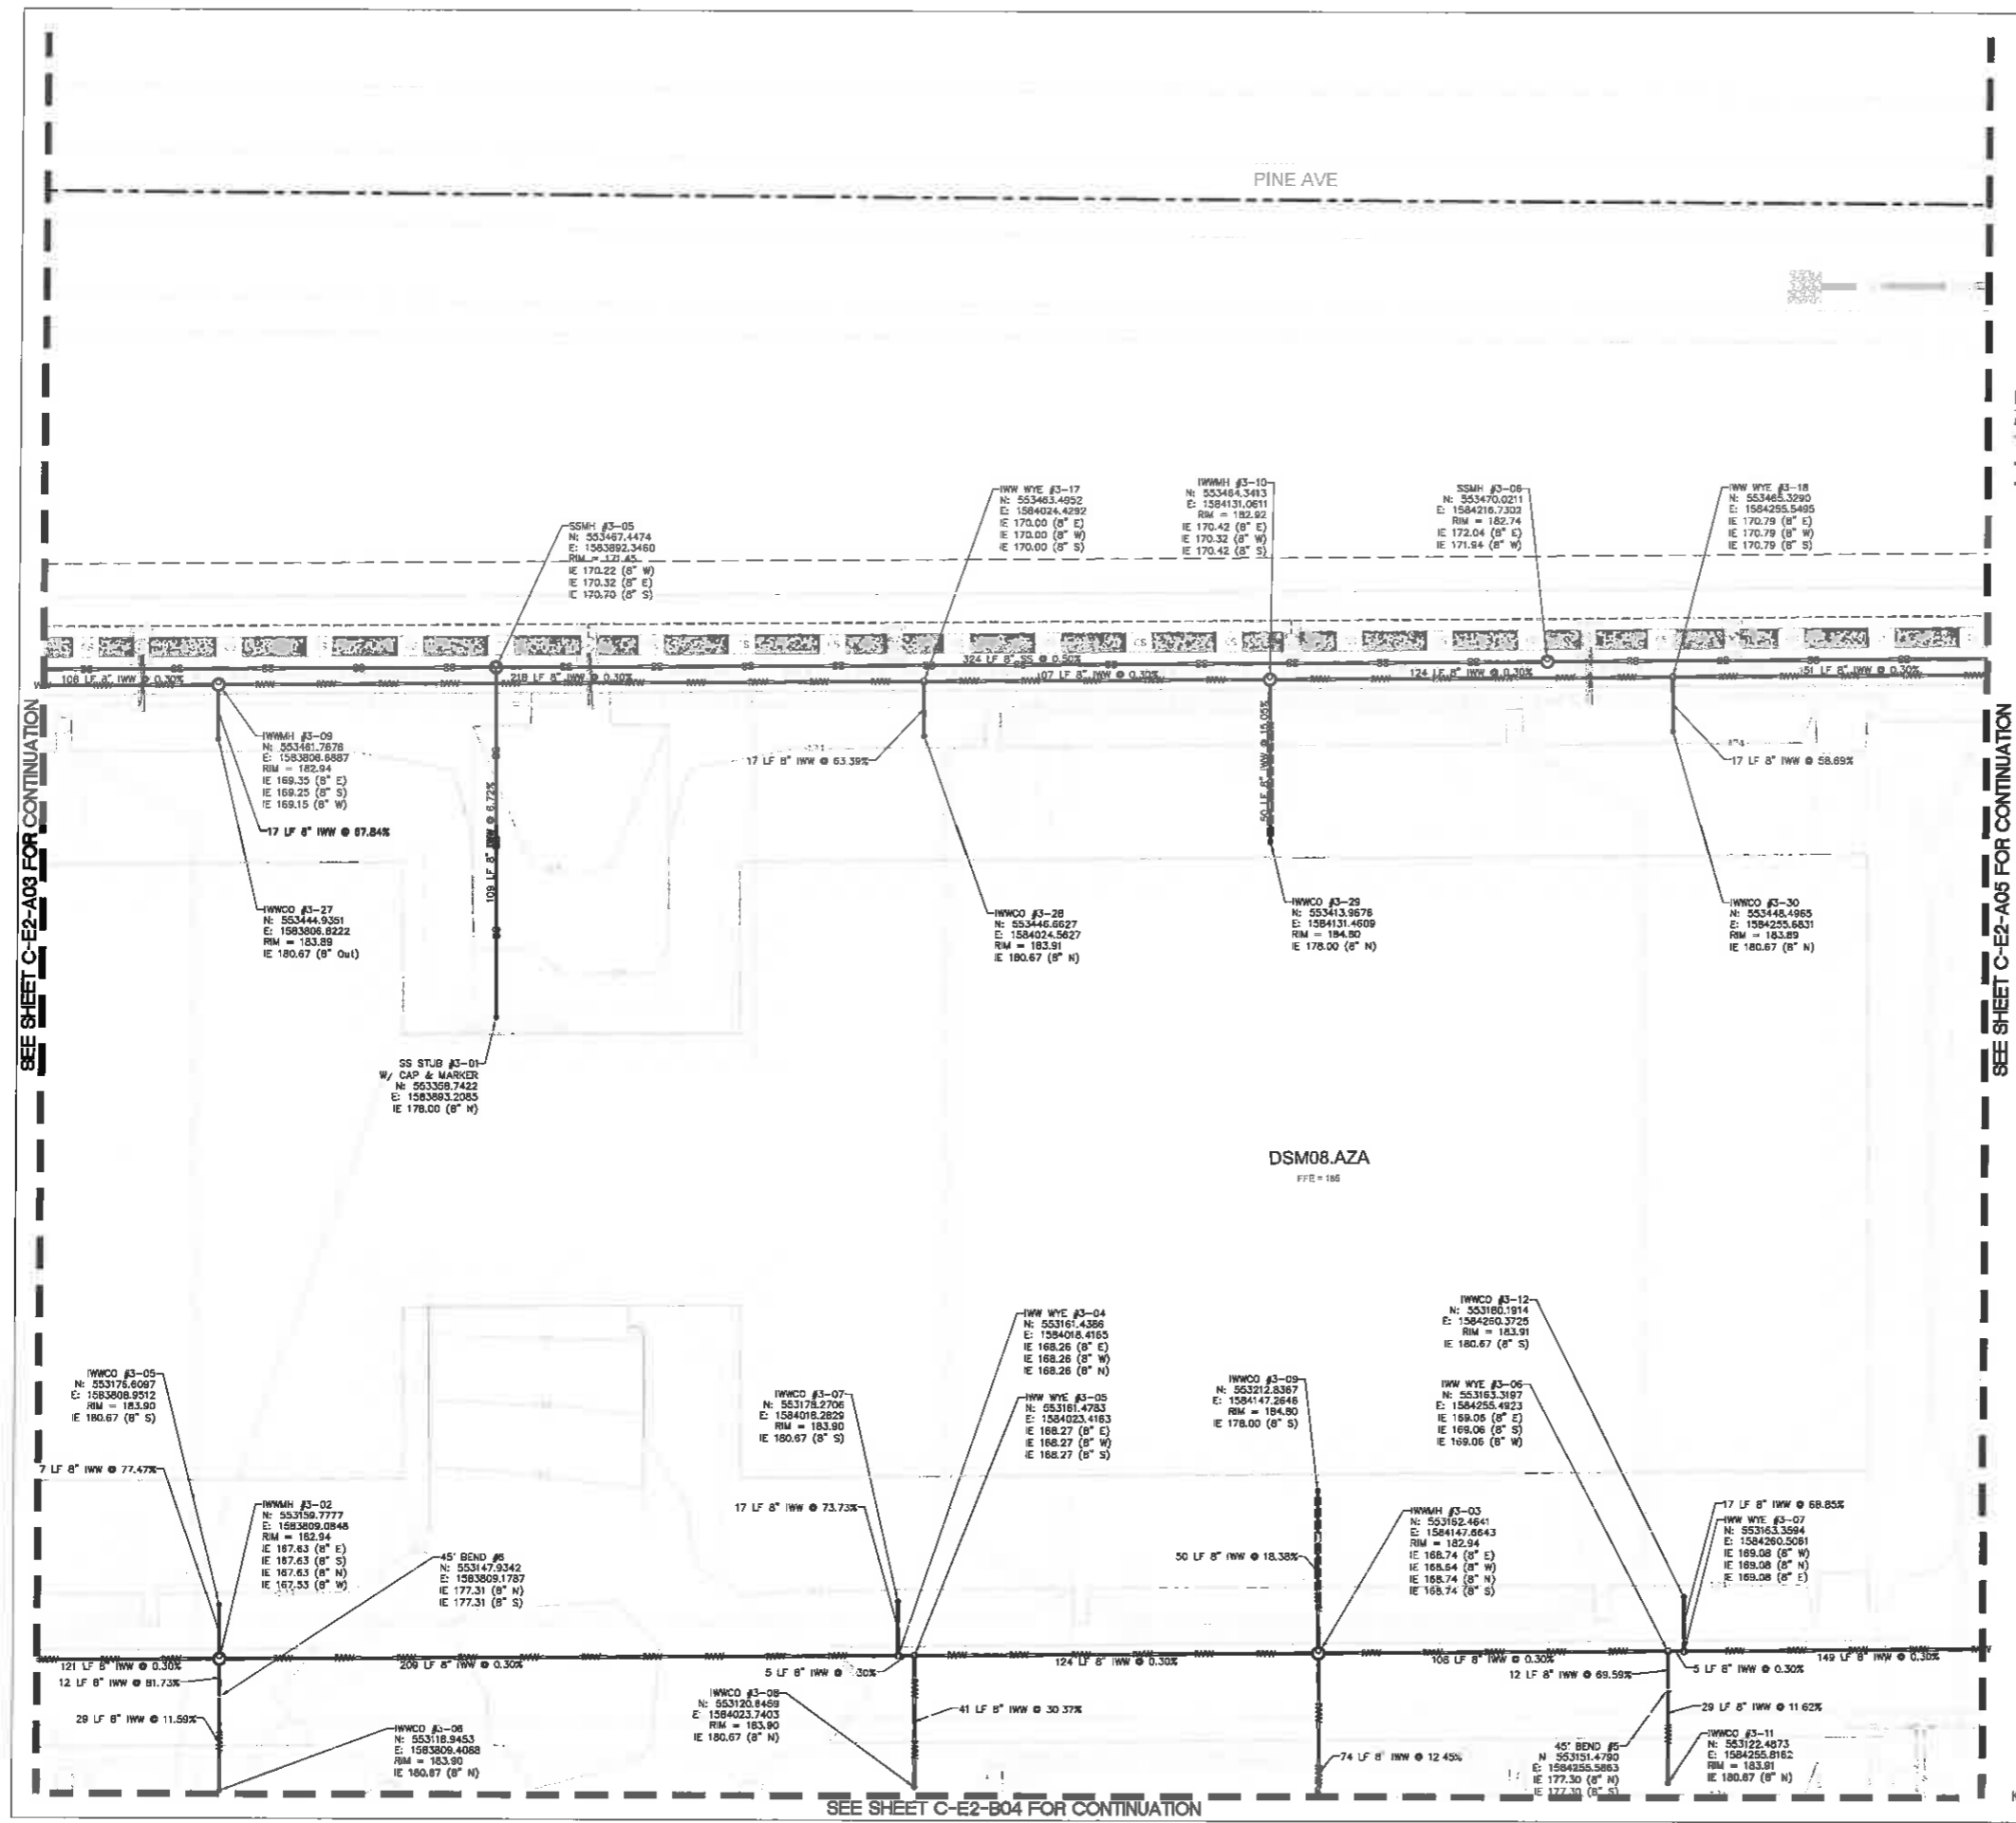 PINE AVE
SSMH #3-05
N: 553467.4474
E: 1583892.3460
RIM = 171.45
IE 170.22 (8" W)
IE 170.32 (8" E)
IE 170.70 (8" S)
IWW WYE #3-17
N: 553463.4952
E: 1584024.4292
IE 170.00 (8" E)
IE 170.00 (8" W)
IE 170.00 (8" S)
IWWMH #3-10
N: 553464.3413
E: 1584131.0611
RIM = 182.92
IE 170.42 (8" E)
IE 170.32 (8" W)
IE 170.42 (8" S)
SSMH #3-06
N: 553470.0211
E: 1584216.7302
RIM = 182.74
IE 172.04 (8" E)
IE 171.94 (8" W)
IWW WYE #3-18
N: 553465.3290
E: 1584255.5495
IE 170.79 (8" E)
IE 170.79 (8" W)
IE 170.79 (8" S)
324 LF 8" SS @ 0.50%
108 LF 8" IWW @ 0.30%
218 LF 8" IWW @ 0.30%
107 LF 8" IWW @ 0.30%
124 LF 8" IWW @ 0.30%
51 LF 8" IWW @ 0.30%
SEE SHEET C-E2-A03 FOR CONTINUATION
SEE SHEET C-E2-A05 FOR CONTINUATION
IWWMH #3-09
N: 553461.7676
E: 1583806.6887
RIM = 182.94
IE 169.35 (8" E)
IE 169.25 (8" S)
IE 169.15 (8" W)
17 LF 8" IWW @ 67.84%
109 LF 8" IWW @ 6.72%
17 LF 8" IWW @ 63.39%
50 LF 8" IWW @ 15.05%
17 LF 8" IWW @ 58.69%
IWWCO #3-27
N: 553444.9351
E: 1583806.8222
RIM = 183.89
IE 180.67 (8" Out)
IWWCO #3-28
N: 553446.6627
E: 1584024.5627
RIM = 183.91
IE 180.67 (8" N)
IWWCO #3-29
N: 553413.9676
E: 1584131.4609
RIM = 184.80
IE 178.00 (8" N)
IWWCO #3-30
N: 553448.4965
E: 1584255.6831
RIM = 183.89
IE 180.67 (8" N)
SS STUB #3-01
W/ CAP & MARKER
N: 553358.7422
E: 1583893.2085
IE 178.00 (8" N)
DSM08.AZA
FFE = 185
IWWCO #3-05
N: 553176.6097
E: 1583808.9512
RIM = 183.90
IE 180.67 (8" S)
7 LF 8" IWW @ 77.47%
IWWMH #3-02
N: 553159.7777
E: 1583809.0848
RIM = 182.94
IE 167.63 (8" E)
IE 167.63 (8" S)
IE 167.63 (8" N)
IE 167.53 (8" W)
45° BEND #6
N: 553147.9342
E: 1583809.1787
IE 177.31 (8" N)
IE 177.31 (8" S)
IWWCO #3-07
N: 553178.2706
E: 1584018.2829
RIM = 183.90
IE 180.67 (8" S)
17 LF 8" IWW @ 73.73%
IWW WYE #3-04
N: 553161.4386
E: 1584018.4165
IE 168.26 (8" E)
IE 168.26 (8" W)
IE 168.26 (8" N)
IWW WYE #3-05
N: 553161.4783
E: 1584023.4163
IE 168.27 (8" E)
IE 168.27 (8" W)
IE 168.27 (8" S)
IWWCO #3-09
N: 553212.8367
E: 1584147.2646
RIM = 184.80
IE 178.00 (8" S)
50 LF 8" IWW @ 18.38%
IWWMH #3-03
N: 553162.4641
E: 1584147.6643
RIM = 182.94
IE 168.74 (8" E)
IE 168.64 (8" W)
IE 168.74 (8" N)
IE 168.74 (8" S)
IWWCO #3-12
N: 553180.1914
E: 1584260.3725
RIM = 183.91
IE 180.67 (8" S)
IWW WYE #3-06
N: 553163.3197
E: 1584255.4923
IE 169.06 (8" E)
IE 169.06 (8" S)
IE 169.06 (8" W)
17 LF 8" IWW @ 68.85%
IWW WYE #3-07
N: 553163.3594
E: 1584260.5061
IE 169.08 (8" W)
IE 169.08 (8" N)
IE 169.08 (8" E)
121 LF 8" IWW @ 0.30%
12 LF 8" IWW @ 81.73%
29 LF 8" IWW @ 11.59%
209 LF 8" IWW @ 0.30%
5 LF 8" IWW @ .30%
124 LF 8" IWW @ 0.30%
108 LF 8" IWW @ 0.30%
12 LF 8" IWW @ 69.59%
5 LF 8" IWW @ 0.30%
149 LF 8" IWW @ 0.30%
IWWCO #3-06
N: 553118.9453
E: 1583809.4088
RIM = 183.90
IE 180.67 (8" N)
IWWCO #3-08
N: 553120.8459
E: 1584023.7403
RIM = 183.90
IE 180.67 (8" N)
41 LF 8" IWW @ 30.37%
74 LF 8" IWW @ 12.45%
29 LF 8" IWW @ 11.62%
45° BEND #5
N 553151.4790
E: 1584255.5863
IE 177.30 (8" N)
IE 177.30 (8" S)
IWWCO #3-11
N: 553122.4873
E: 1584255.8162
RIM = 183.91
IE 180.67 (8" N)
SEE SHEET C-E2-B04 FOR CONTINUATION